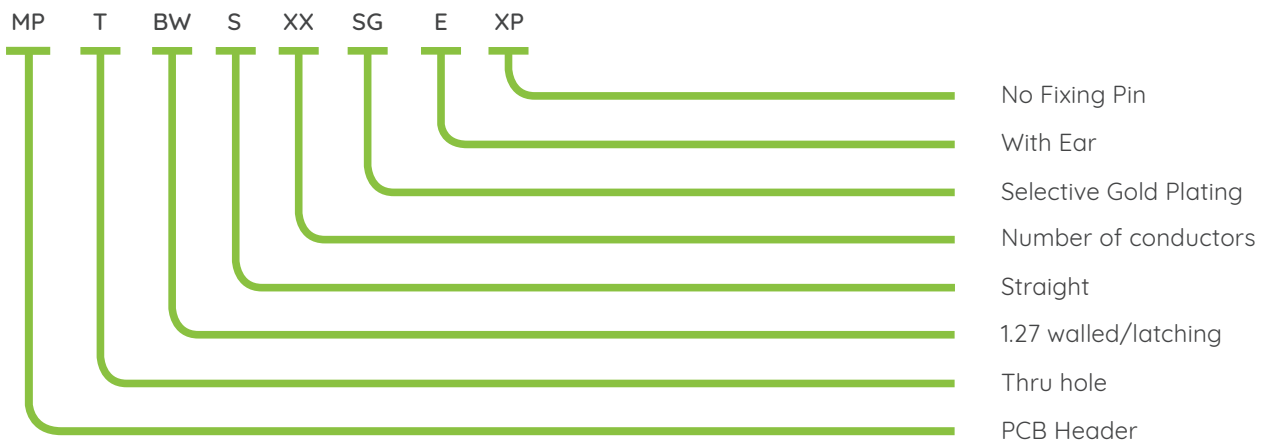 MP T BW S XX SG E XP
No Fixing Pin
With Ear
Selective Gold Plating
Number of conductors
Straight
1.27 walled/latching
Thru hole
PCB Header